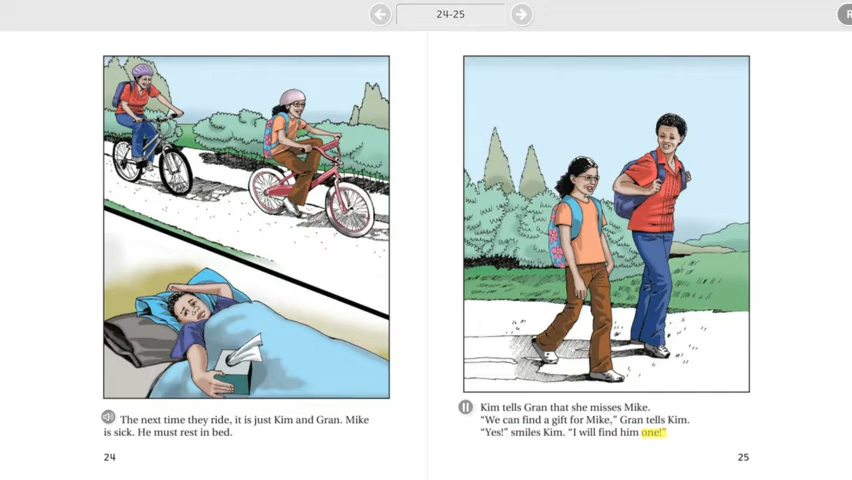 24-25
R
The next time they ride, it is just Kim and Gran. Mike
is sick. He must rest in bed.
24
Kim tells Gran that she misses Mike.
“We can find a gift for Mike,” Gran tells Kim.
“Yes!” smiles Kim. “I will find him one!”
25